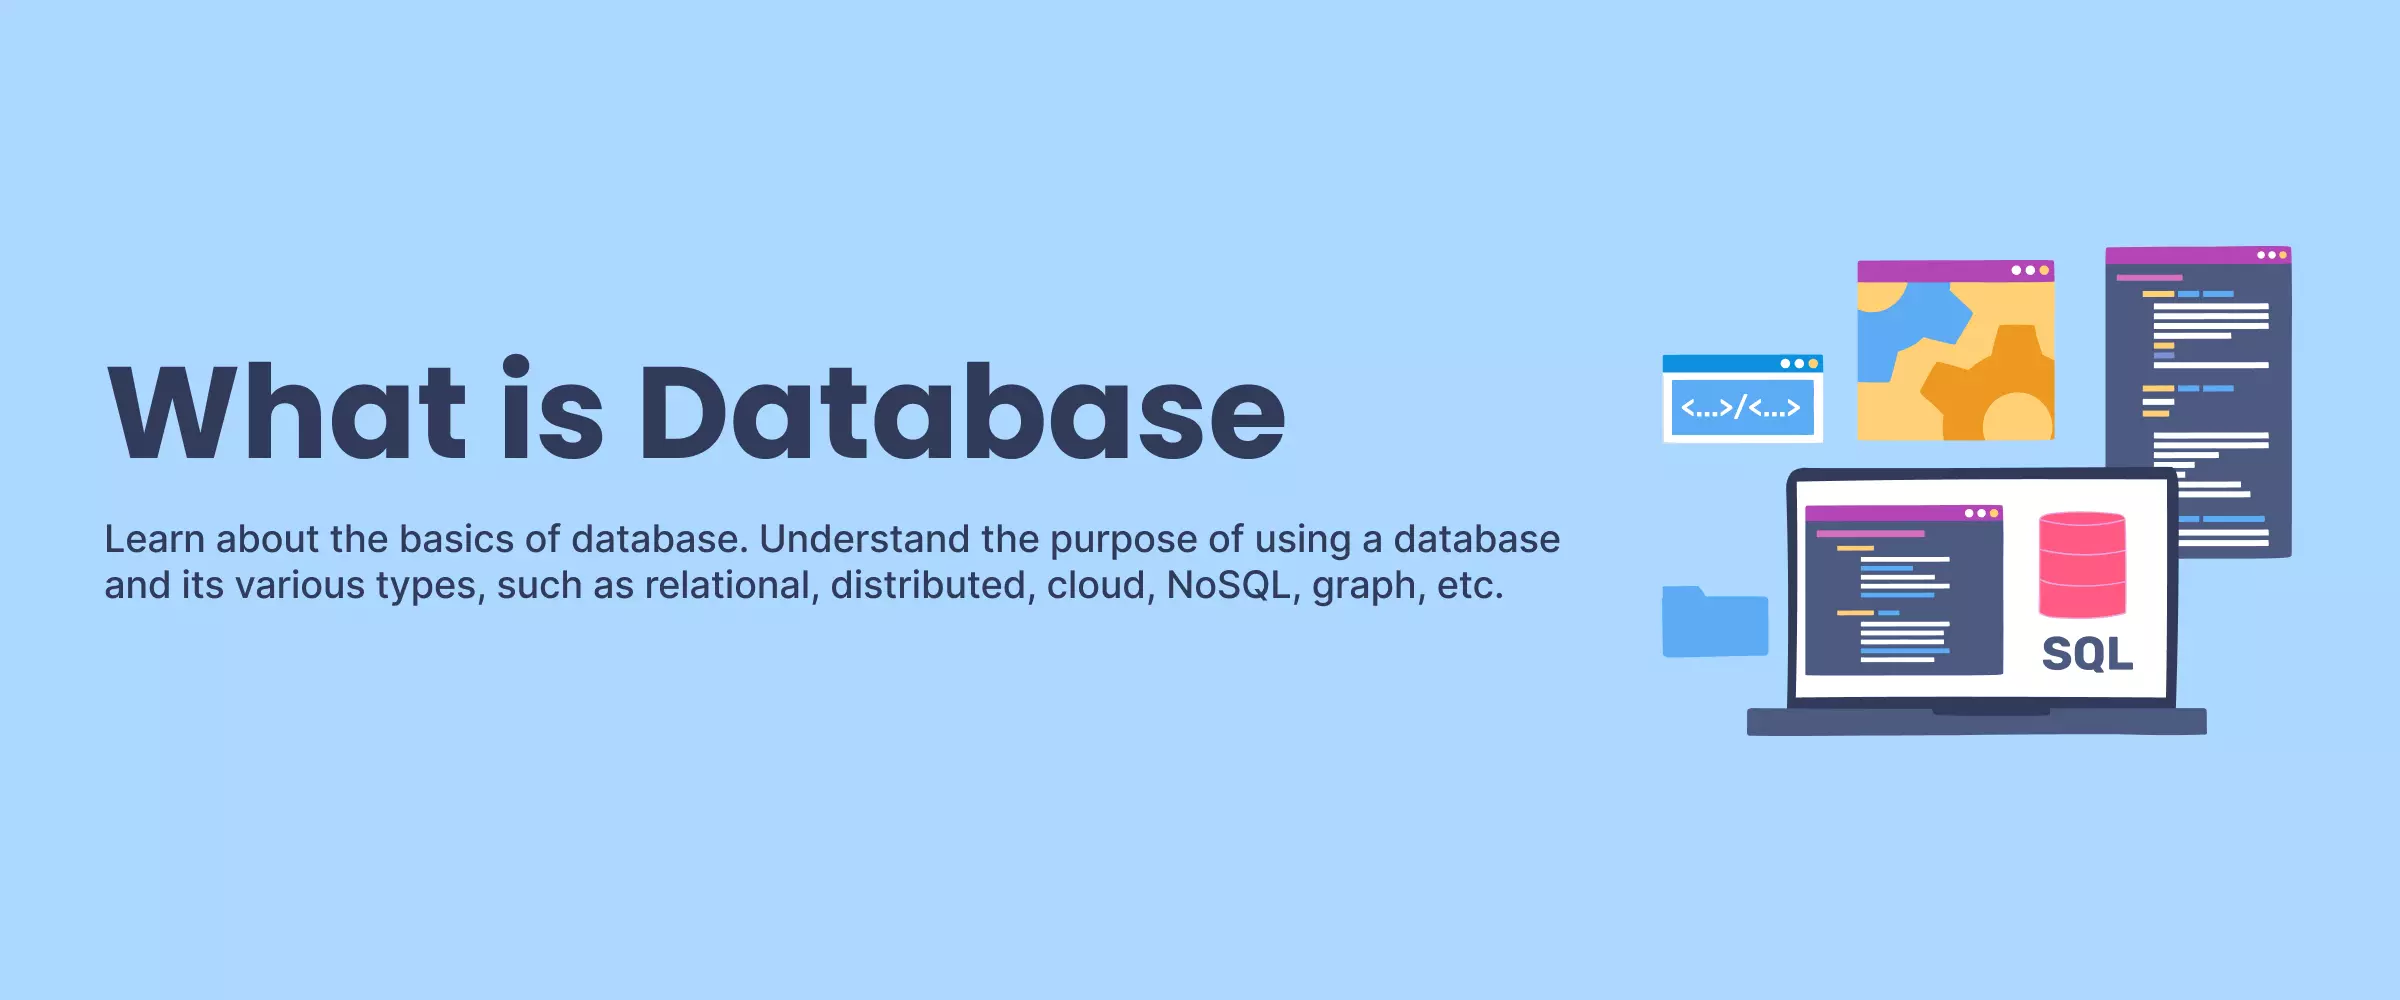 What is Database
Learn about the basics of database. Understand the purpose of using a database
and its various types, such as relational, distributed, cloud, NoSQL, graph, etc.
<...>/<...>
SQL